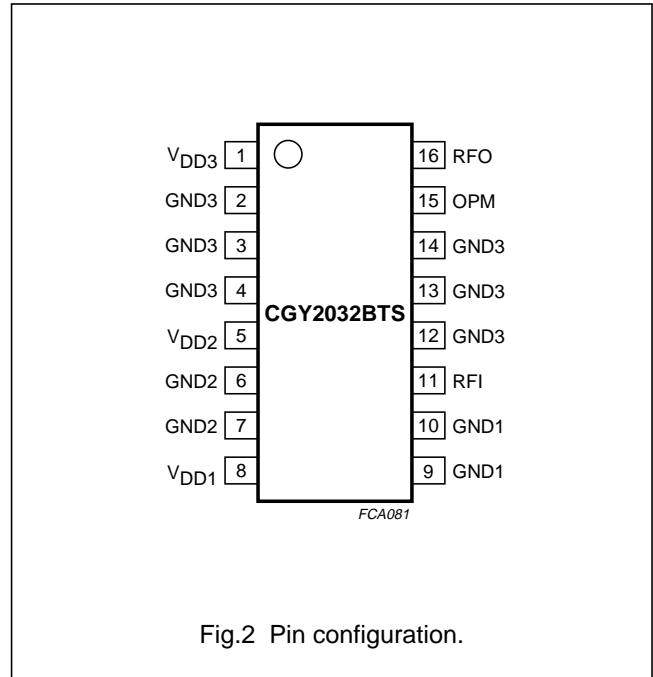 VDD3 1 16 RFO
GND3 2 15 OPM
GND3 3 14 GND3
GND3 4 13 GND3
CGY2032BTS
VDD2 5 12 GND3
GND2 6 11 RFI
GND2 7 10 GND1
VDD1 8 9 GND1
FCA081
Fig.2 Pin configuration.